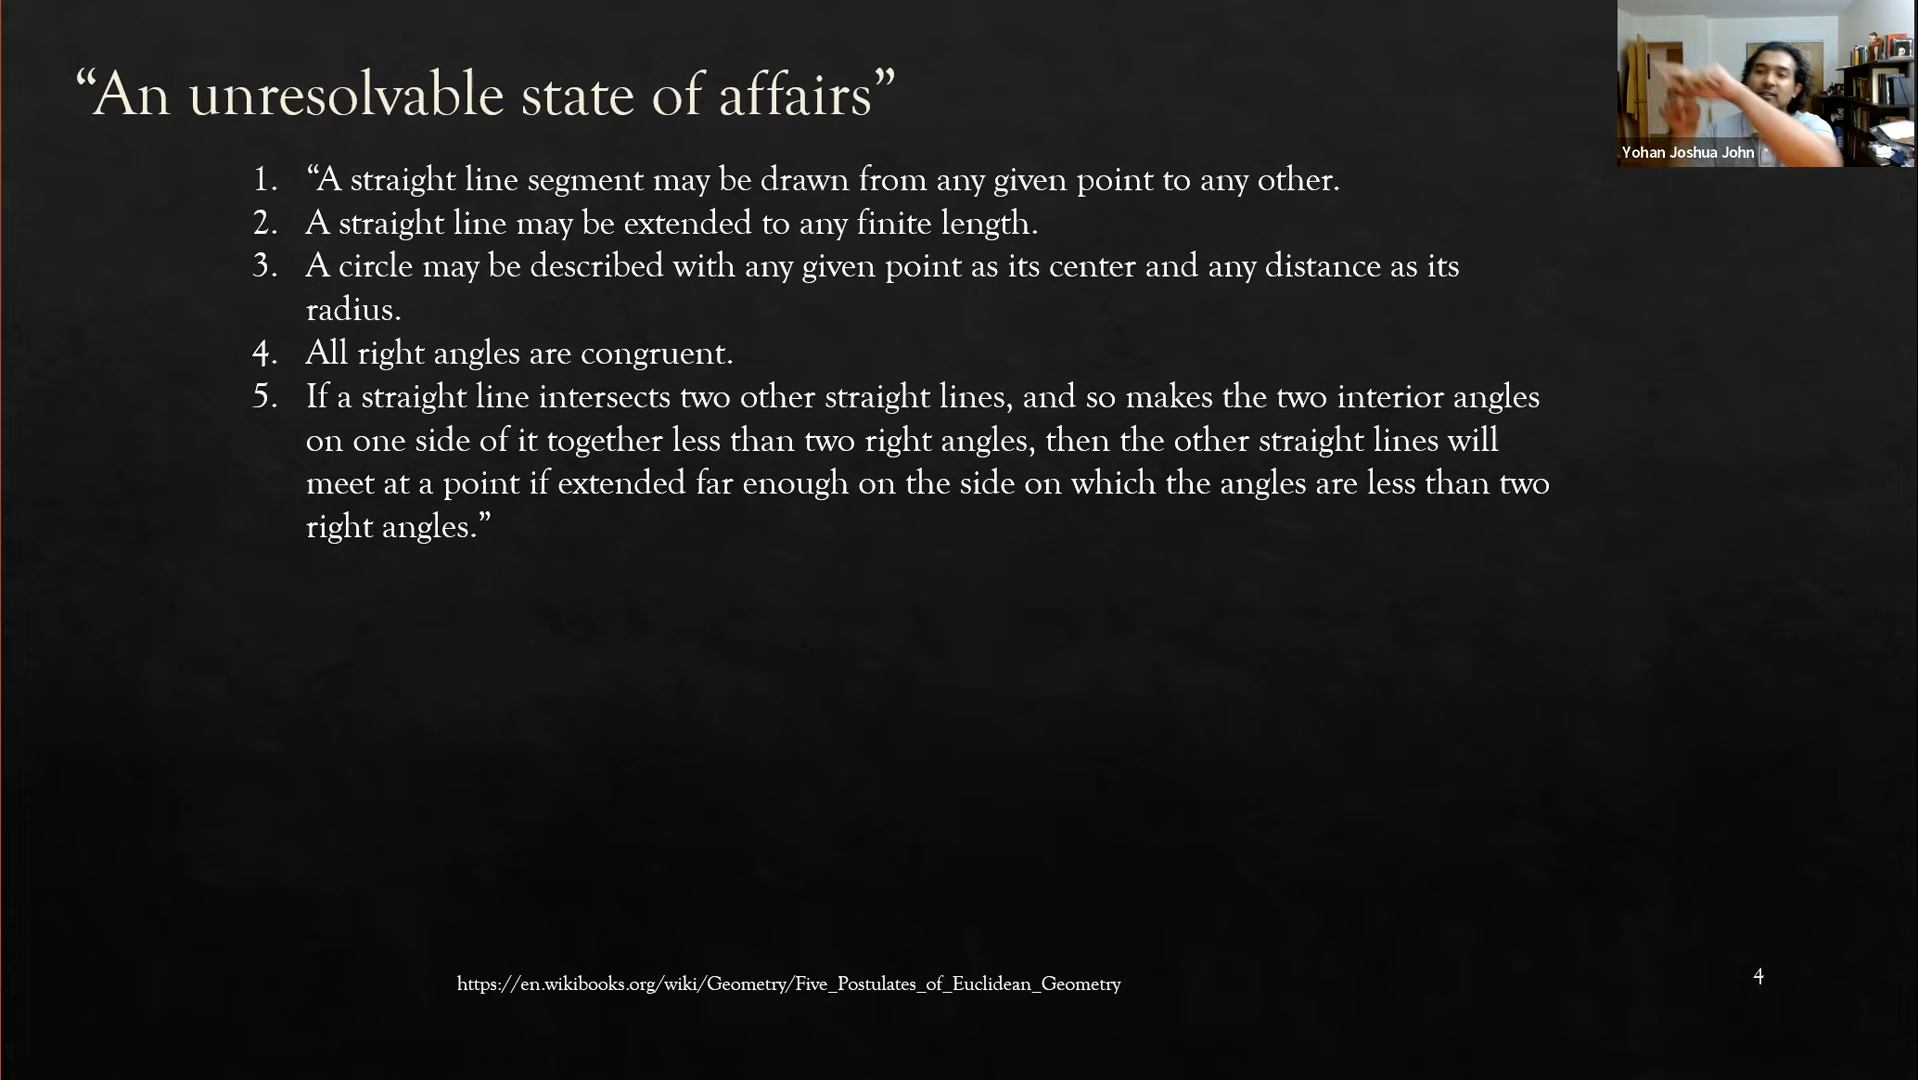 “An unresolvable state of affairs”
1. “A straight line segment may be drawn from any given point to any other.
2. A straight line may be extended to any finite length.
3. A circle may be described with any given point as its center and any distance as its
radius.
4. All right angles are congruent.
5. If a straight line intersects two other straight lines, and so makes the two interior angles
on one side of it together less than two right angles, then the other straight lines will
meet at a point if extended far enough on the side on which the angles are less than two
right angles.”
Yohan Joshua John
https://en.wikibooks.org/wiki/Geometry/Five_Postulates_of_Euclidean_Geometry
4